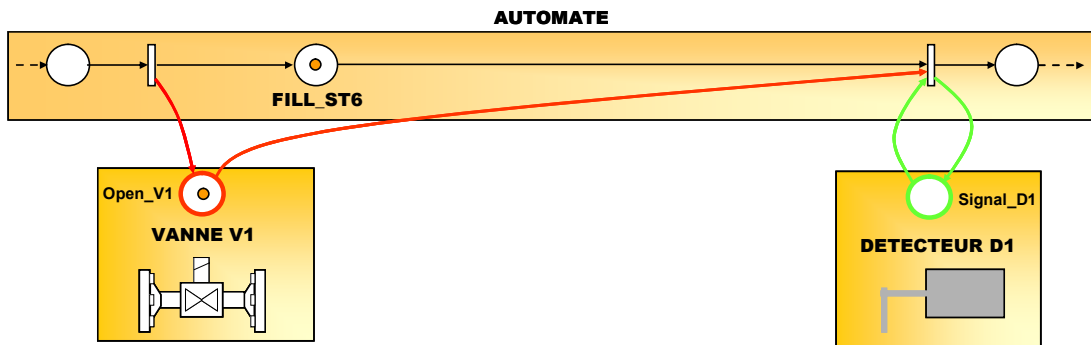 AUTOMATE
FILL_ST6
Open_V1
Signal_D1
VANNE V1
DETECTEUR D1